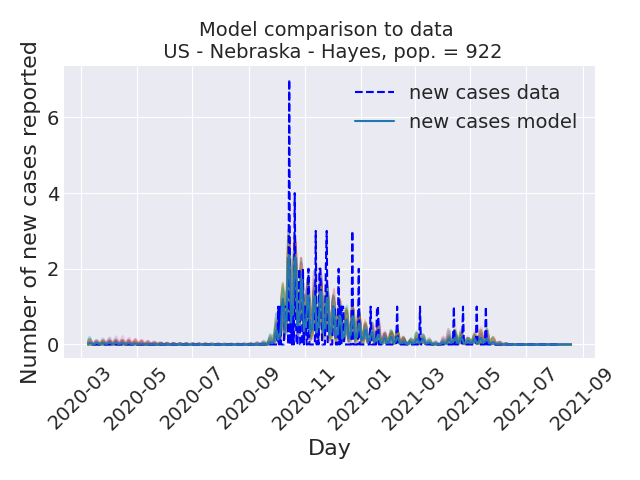 Model comparison to data
US - Nebraska - Hayes, pop. = 922
Number of new cases reported
6
4
2
0
new cases data
new cases model
2020-03
2020-05
2020-07
2020-09
2020-11
2021-01
2021-03
2021-05
2021-07
2021-09
Day